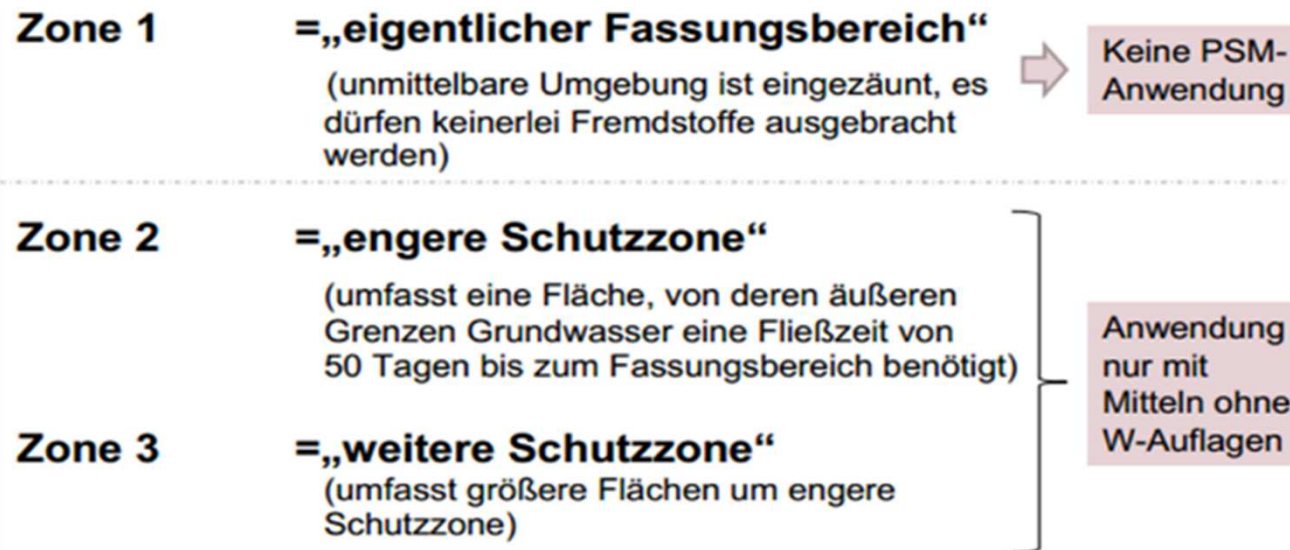 Zone 1 =„eigentlicher Fassungsbereich“
(unmittelbare Umgebung ist eingezäunt, es
dürfen keinerlei Fremdstoffe ausgebracht
werden)
Keine PSM-
Anwendung
Zone 2 =„engere Schutzzone“
(umfasst eine Fläche, von deren äußeren
Grenzen Grundwasser eine Fließzeit von
50 Tagen bis zum Fassungsbereich benötigt)
Zone 3 =„weitere Schutzzone“
(umfasst größere Flächen um engere
Schutzzone)
Anwendung
nur mit
Mitteln ohne
W-Auflagen